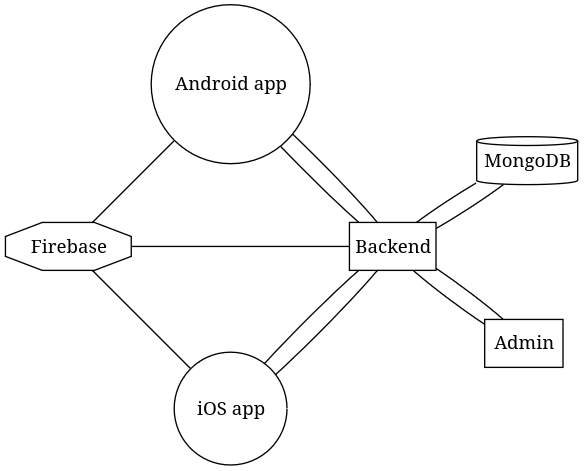 Android app
MongoDB
Firebase
Backend
Admin
iOS app